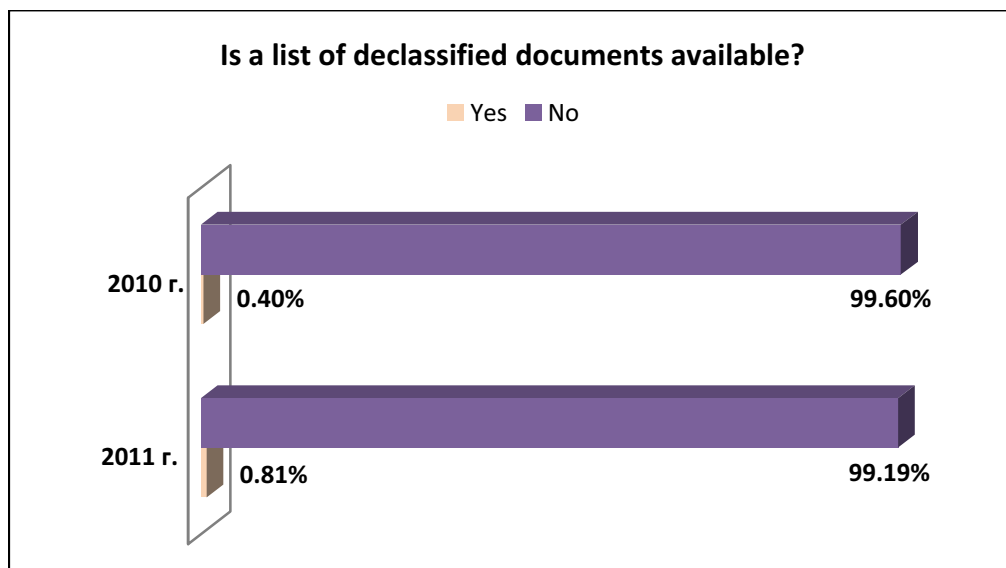 Is a list of declassified documents available?
Yes No
2010 г.
0.40%
99.60%
2011 г.
0.81%
99.19%